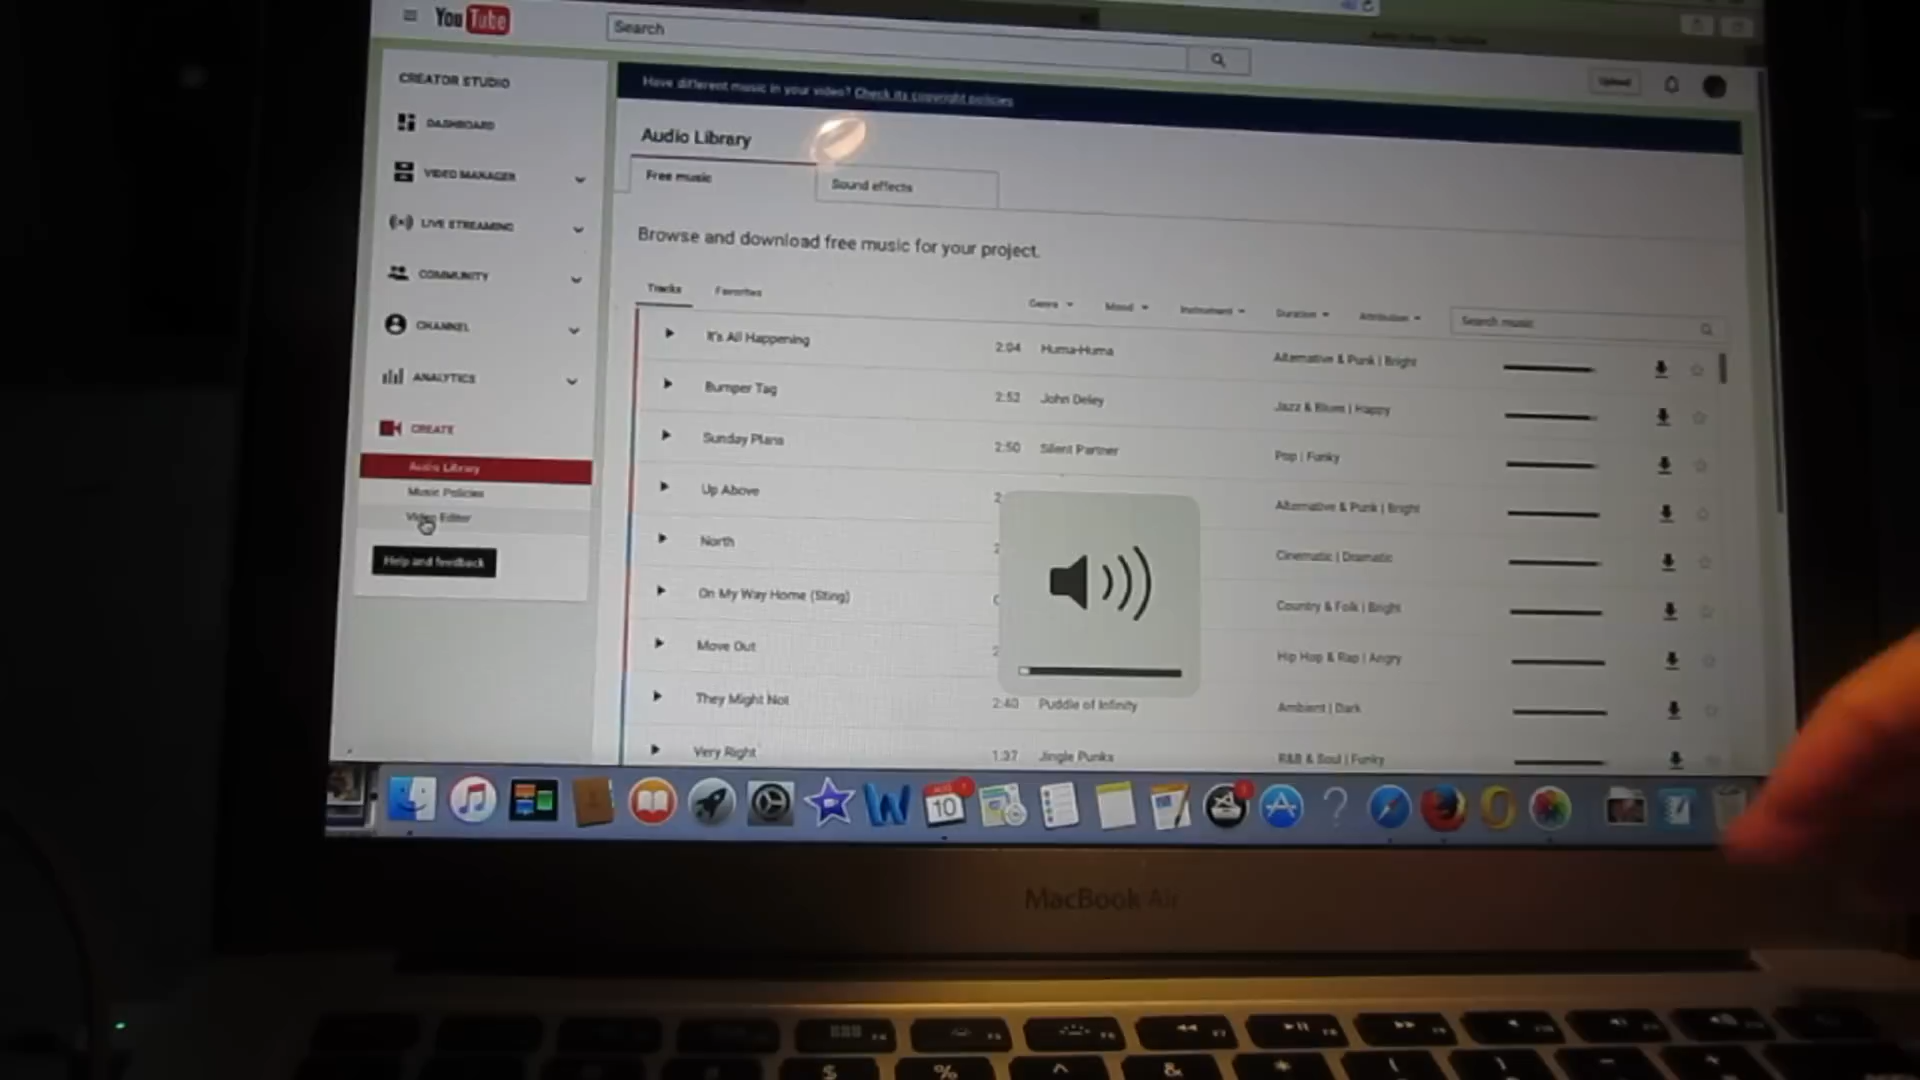 YouTube
Search
Upload
CREATOR STUDIO
DASHBOARD
VIDEO MANAGER
LIVE STREAMING
COMMUNITY
CHANNEL
ANALYTICS
CREATE
Audio Library
Music Policies
Video Editor
Help and feedback
Have different music in your video? Check its copyright policies
Audio Library
Free music
Sound effects
Browse and download free music for your project.
Tracks Favorites Genre Mood Instrument Duration Attribution Search music
It's All Happening 2:04 Huma-Huma Alternative & Punk | Bright
Bumper Tag 2:52 John Deley Jazz & Blues | Happy
Sunday Plans 2:50 Silent Partner Pop | Funky
Up Above Alternative & Punk | Bright
North Cinematic | Dramatic
On My Way Home (Sting) Country & Folk | Bright
Move Out Hip Hop & Rap | Angry
They Might Not 2:40 Puddle of Infinity Ambient | Dark
Very Right 1:37 Jingle Punks R&B & Soul | Funky
10
MacBook Air
$ % ^ & * ( )